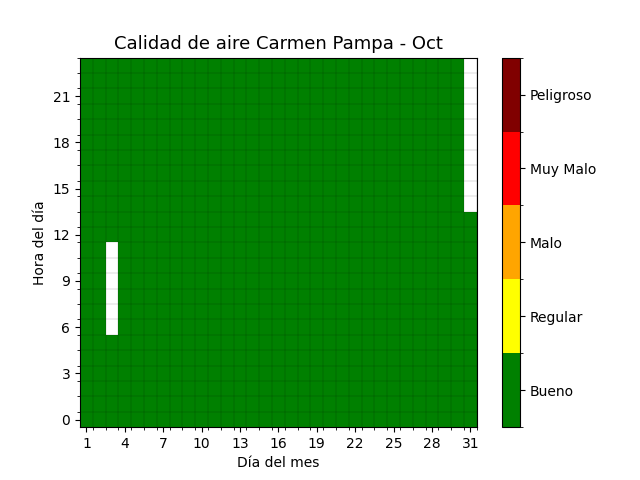 Calidad de aire Carmen Pampa - Oct
Hora del día
21
18
15
12
9
6
3
0
1 4 7 10 13 16 19 22 25 28 31
Día del mes
Peligroso
Muy Malo
Malo
Regular
Bueno